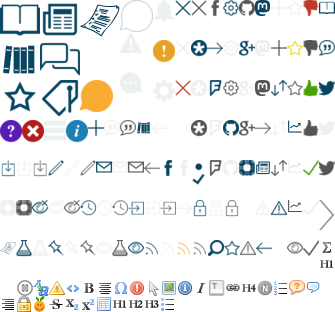 g+
g+
Σ
H1
B Ω I T H4 N
S X₂ X² H1 H2 H3